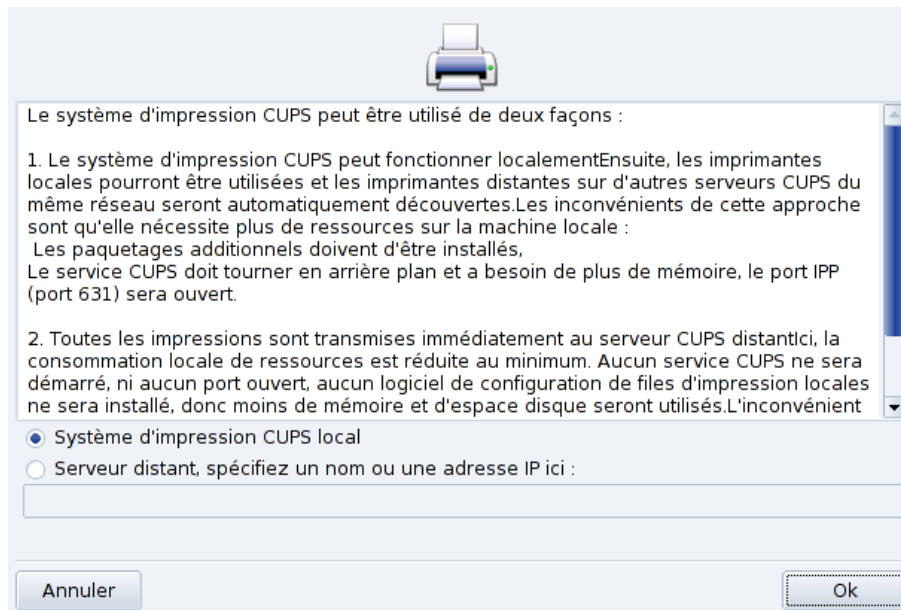 Le système d'impression CUPS peut être utilisé de deux façons :
1. Le système d'impression CUPS peut fonctionner localementEnsuite, les imprimantes
locales pourront être utilisées et les imprimantes distantes sur d'autres serveurs CUPS du
même réseau seront automatiquement découvertes.Les inconvénients de cette approche
sont qu'elle nécessite plus de ressources sur la machine locale :
Les paquetages additionnels doivent d'être installés,
Le service CUPS doit tourner en arrière plan et a besoin de plus de mémoire, le port IPP
(port 631) sera ouvert.
2. Toutes les impressions sont transmises immédiatement au serveur CUPS distantIci, la
consommation locale de ressources est réduite au minimum. Aucun service CUPS ne sera
démarré, ni aucun port ouvert, aucun logiciel de configuration de files d'impression locales
ne sera installé, donc moins de mémoire et d'espace disque seront utilisés.L'inconvénient
Système d'impression CUPS local
Serveur distant, spécifiez un nom ou une adresse IP ici :
Annuler
Ok